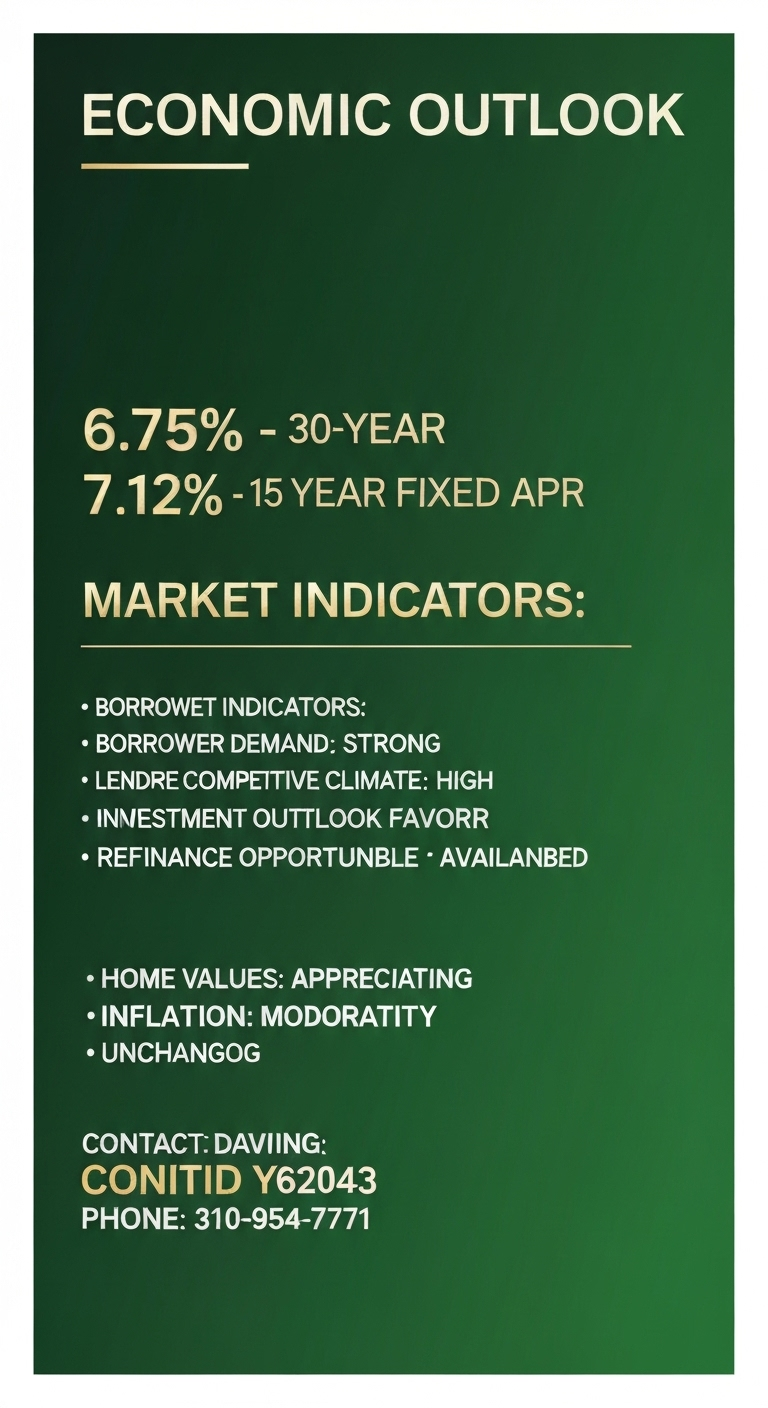 ECONOMIC OUTLOOK
6.75% - 30-YEAR
7.12% - 15 YEAR FIXED APR
MARKET INDICATORS:
• BORROWET INDICATORS:
• BORROWER DEMAND: STRONG
• LENDRE COMPETTIVE CLIMATE: HIGH
• INVESTMENT OUTTLOOK FAVORR
• REFINANCE OPPORTUNBLE · AVAILANBED
• HOME VALUES: APPRECIATING
• INFLATION: MODORATITY
• UNCHANGOG
CONTACT: DAVIING:
CONITID Y62043
PHONE: 310-954-7771